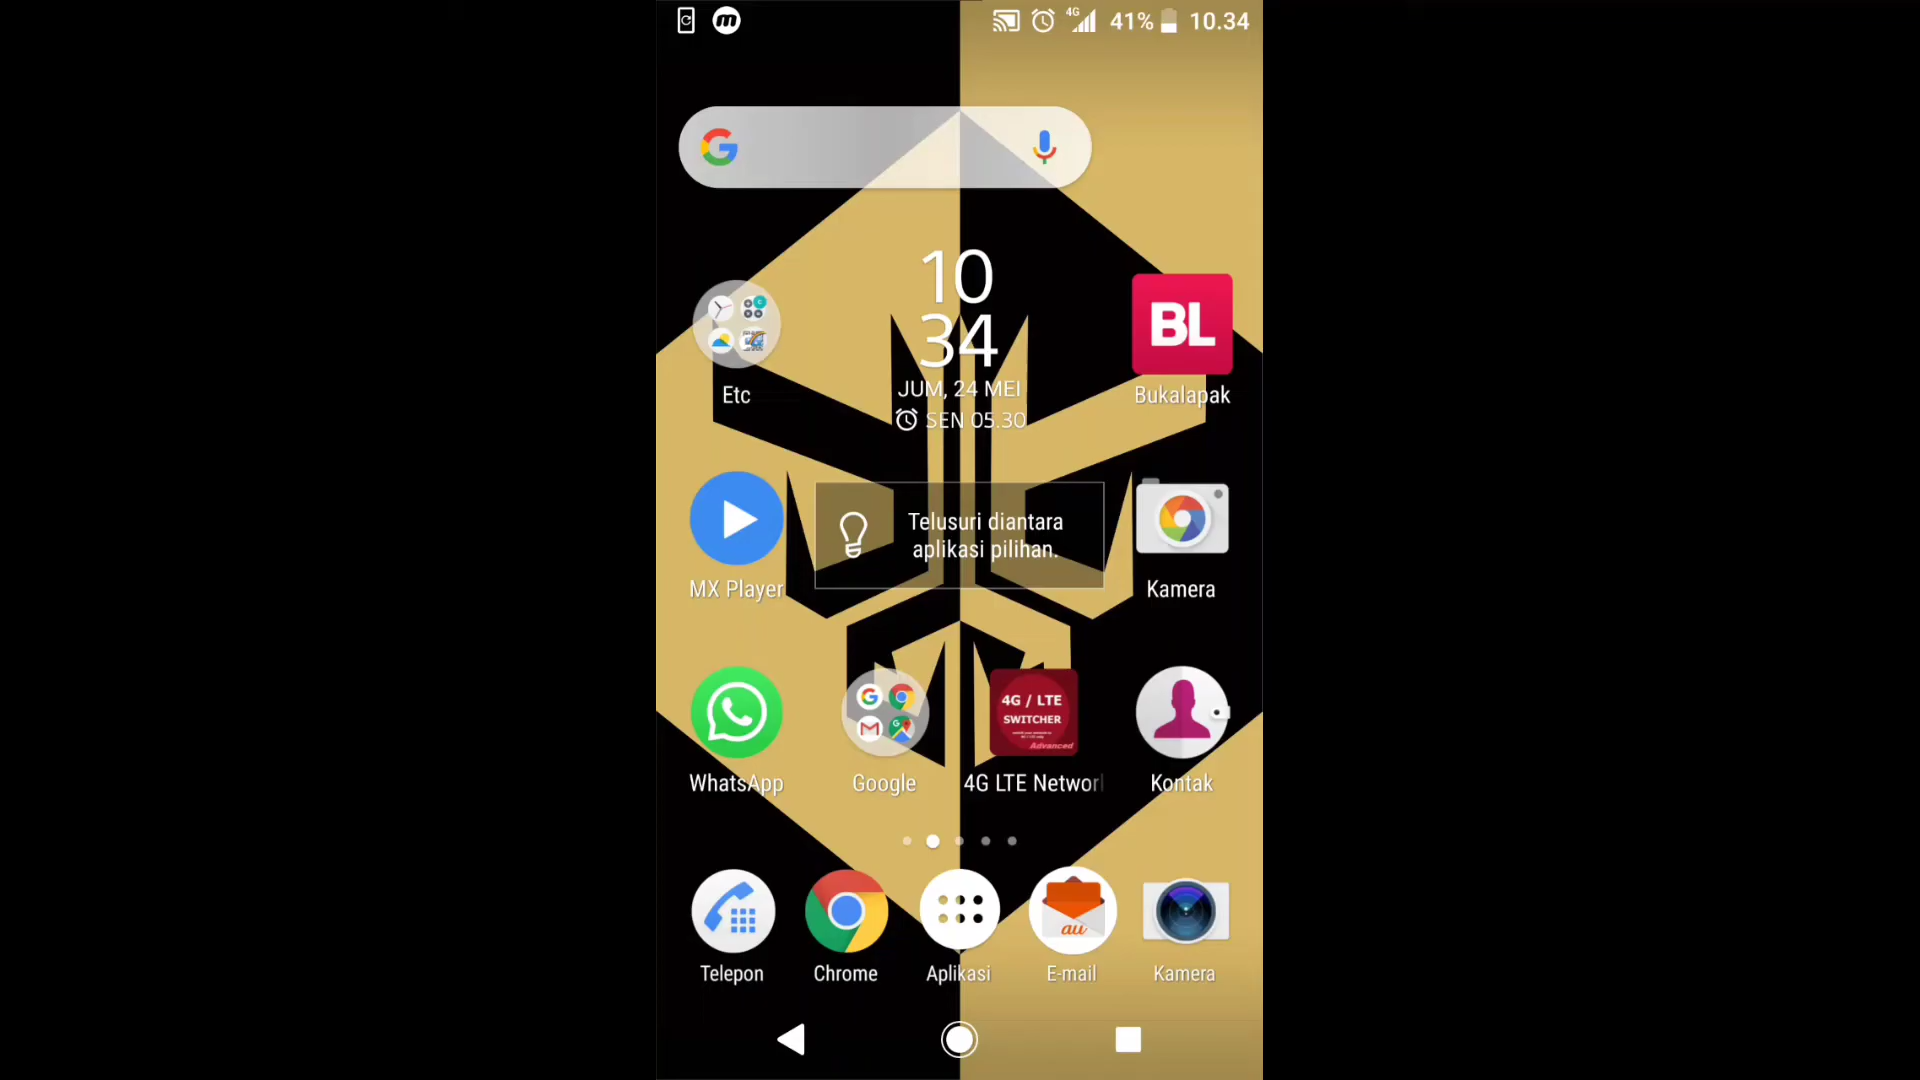 4G 41% 10.34
10
34
JUM, 24 MEI
SEN 05.30
Etc
BL
Bukalapak
Telusuri diantara
aplikasi pilihan.
MX Player
Kamera
4G / LTE
SWITCHER
Advanced
WhatsApp
Google
4G LTE Networ
Kontak
au
Telepon
Chrome
Aplikasi
E-mail
Kamera